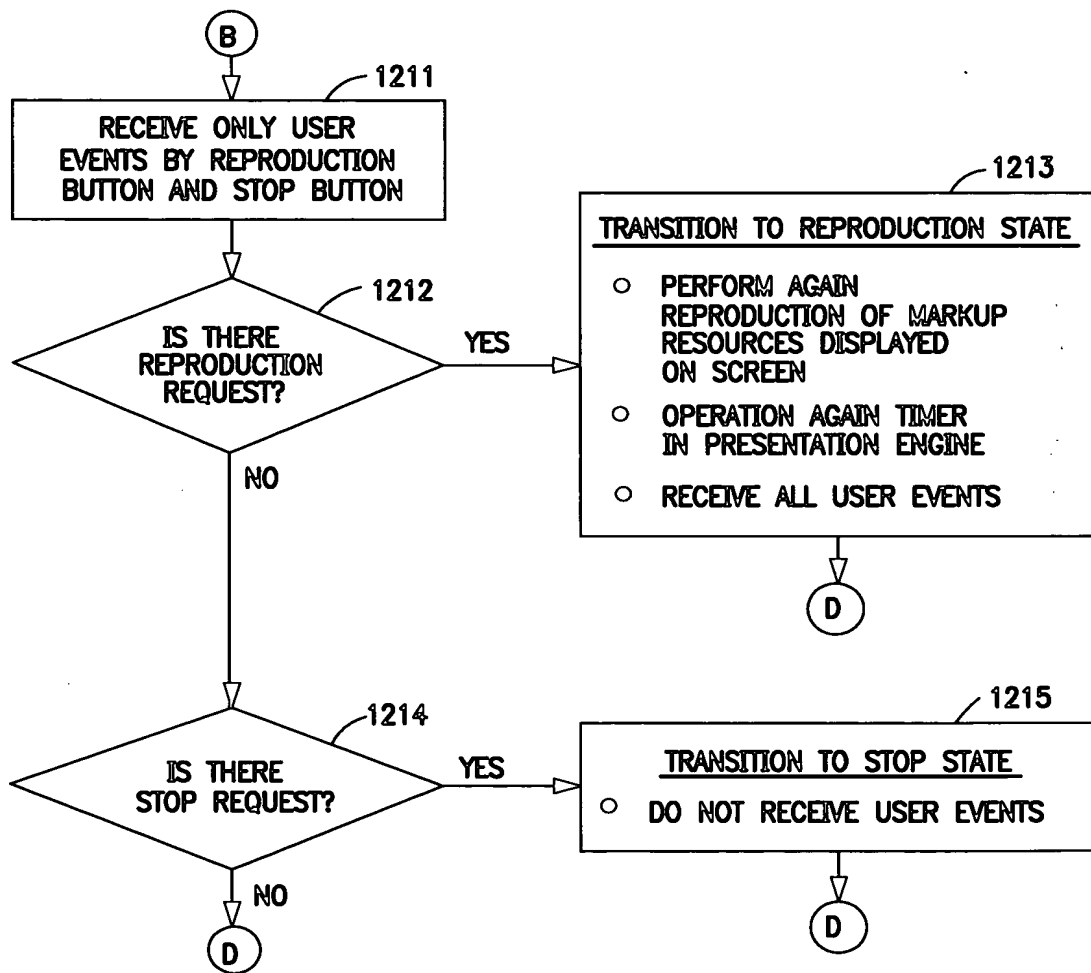 B
1211
RECEIVE ONLY USER
EVENTS BY REPRODUCTION
BUTTON AND STOP BUTTON
1212
IS THERE
REPRODUCTION
REQUEST?
YES
NO
1213
TRANSITION TO REPRODUCTION STATE
○ PERFORM AGAIN
REPRODUCTION OF MARKUP
RESOURCES DISPLAYED
ON SCREEN
○ OPERATION AGAIN TIMER
IN PRESENTATION ENGINE
○ RECEIVE ALL USER EVENTS
D
1214
IS THERE
STOP REQUEST?
YES
NO
D
1215
TRANSITION TO STOP STATE
○ DO NOT RECEIVE USER EVENTS
D